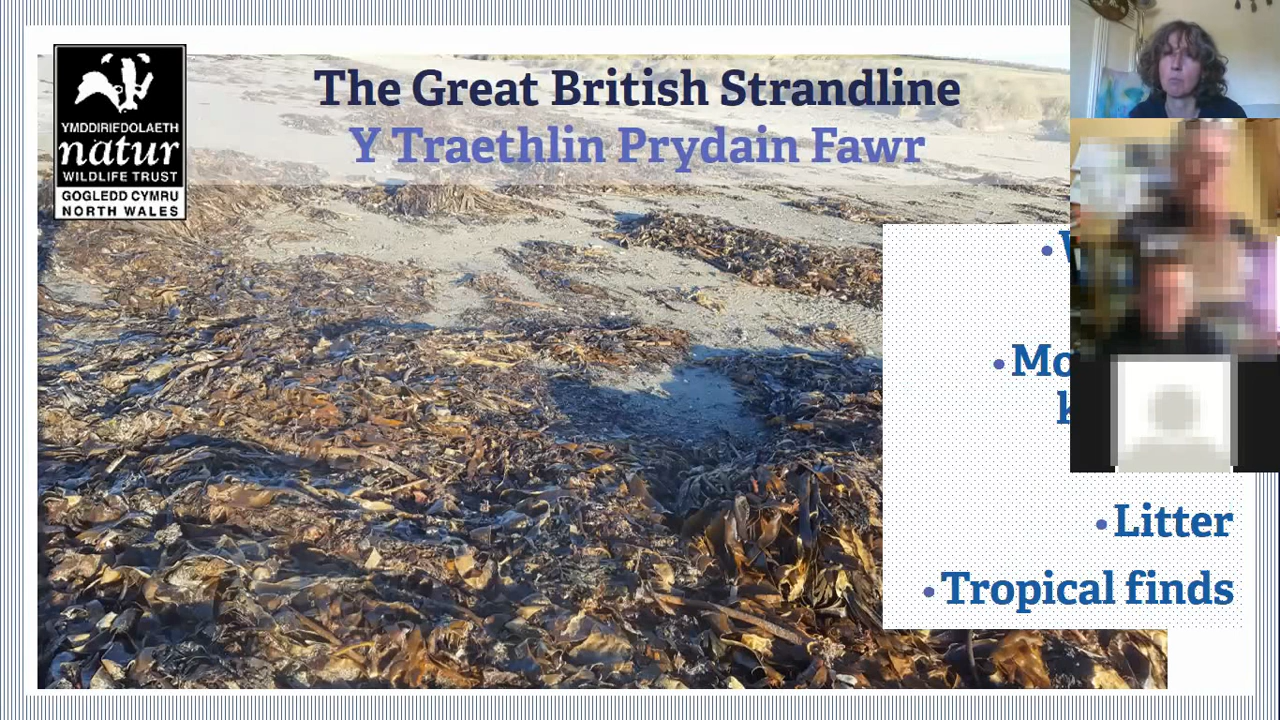 The Great British Strandline
Y Traethlin Prydain Fawr
YMDDIRIEDOLAETH
natur
WILDLIFE TRUST
GOGLEDD CYMRU
NORTH WALES
• Litter
• Tropical finds